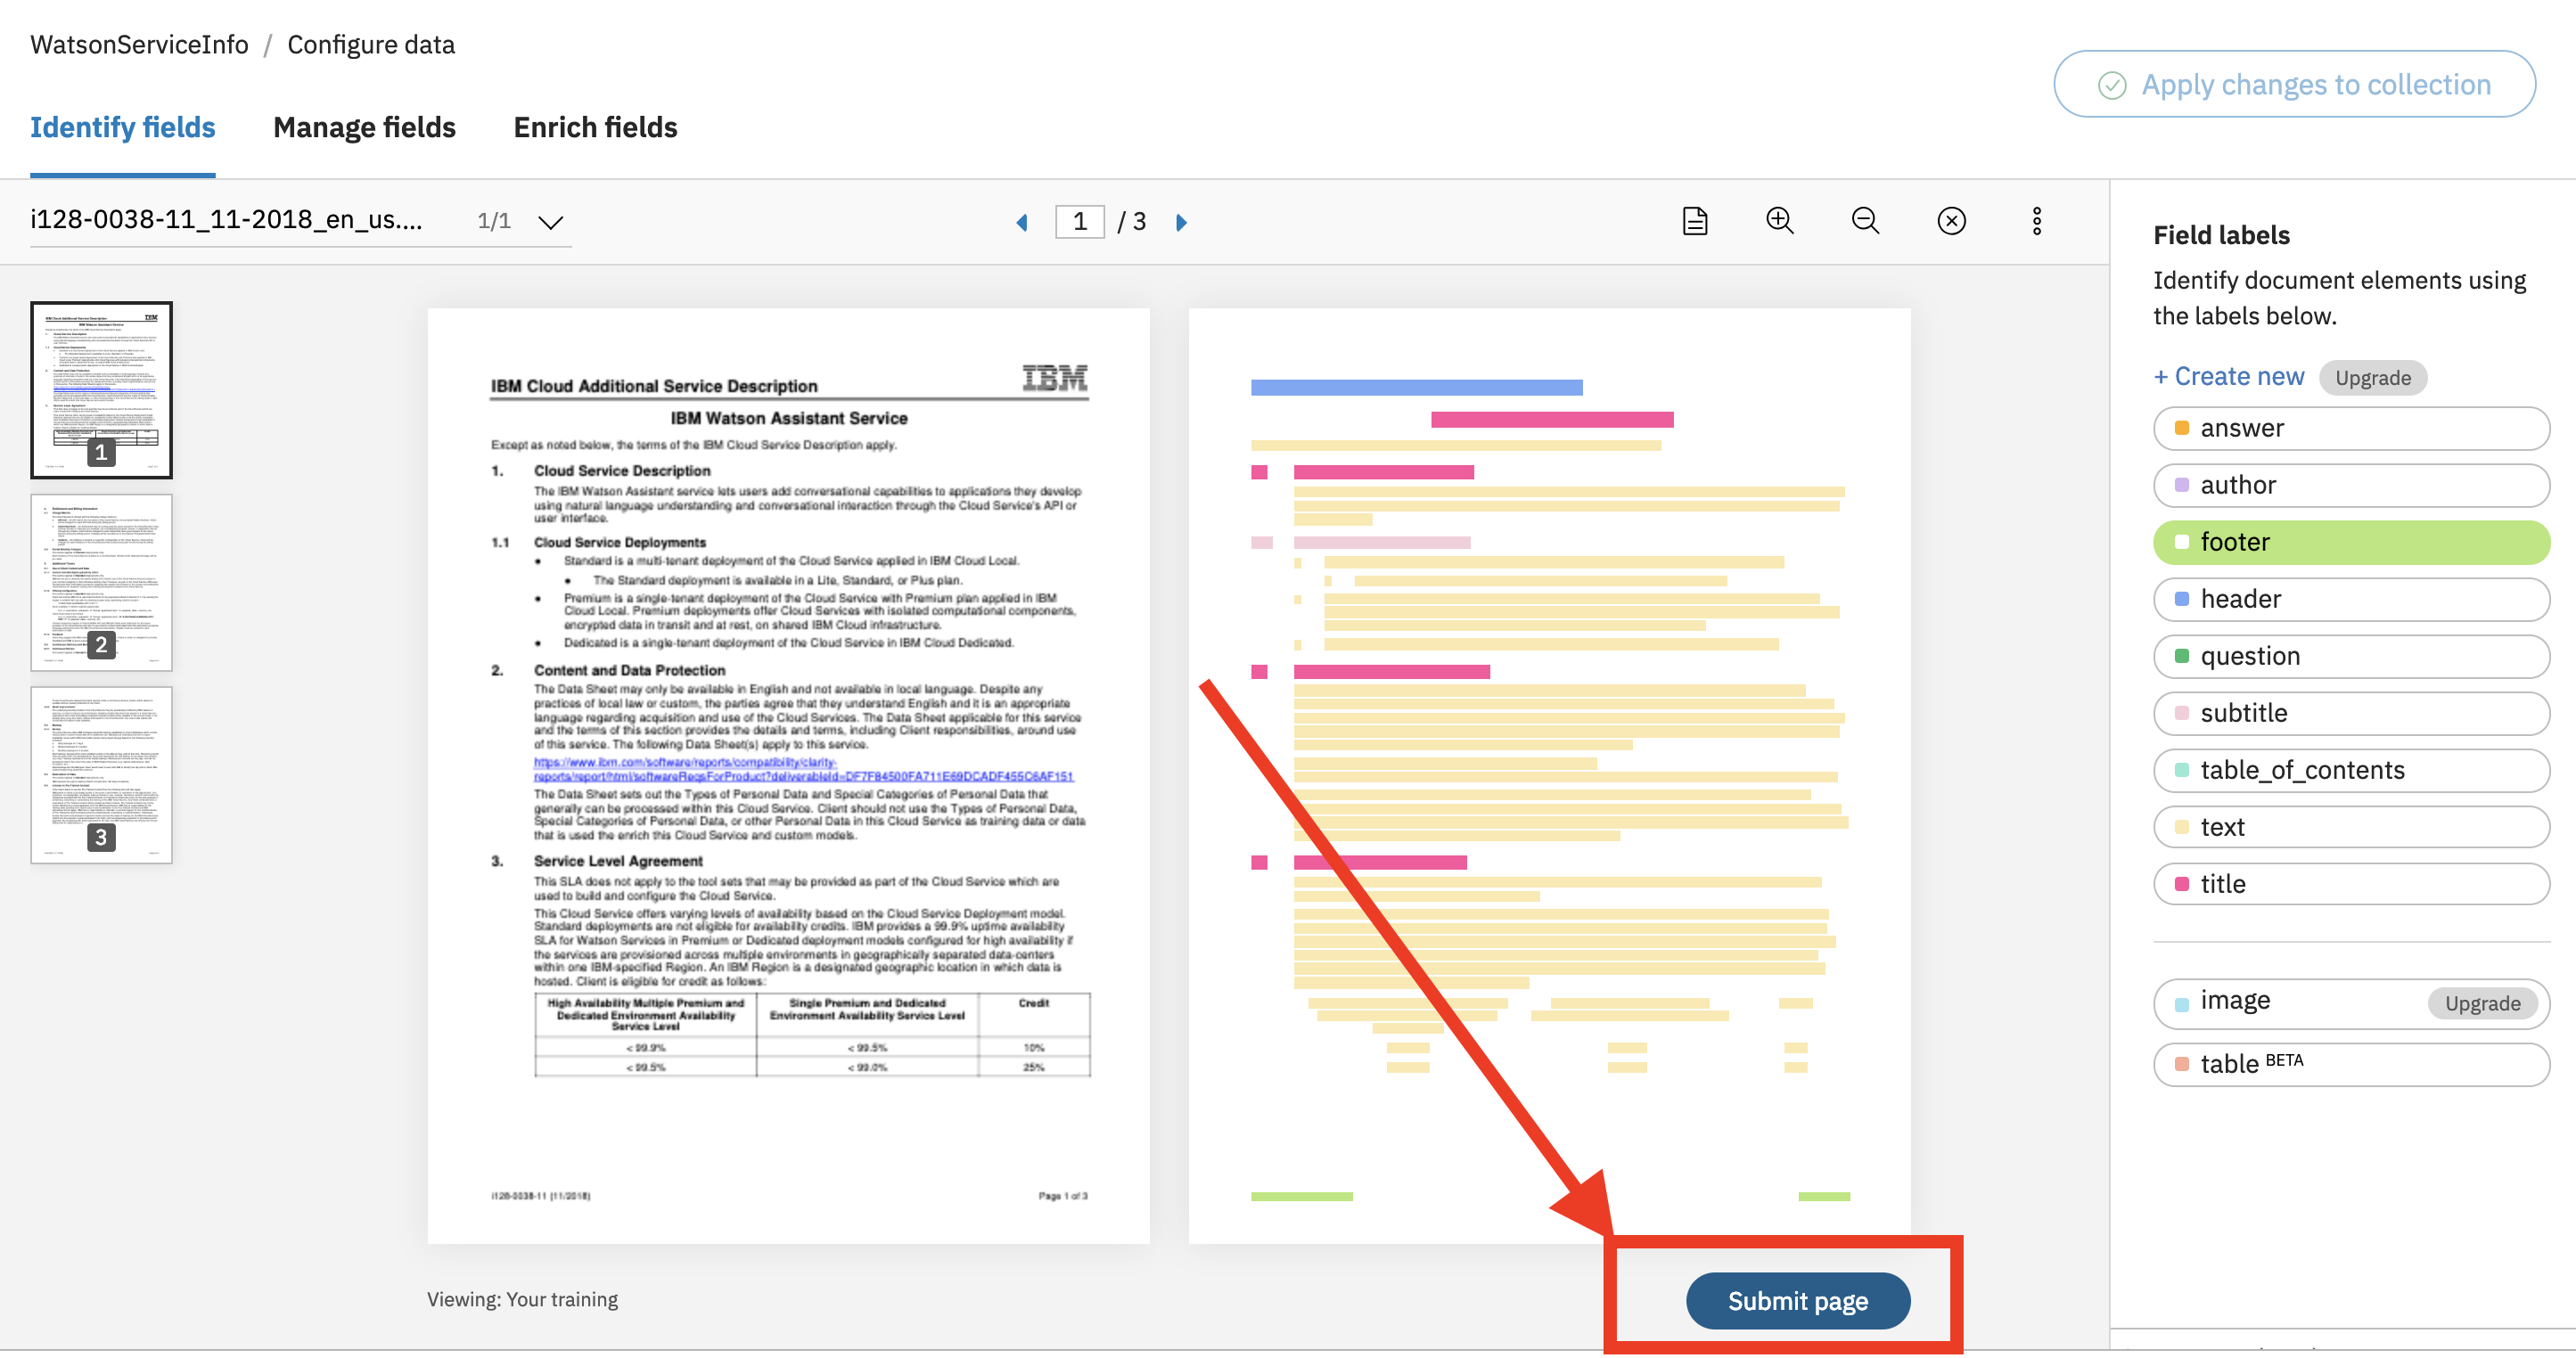 WatsonServiceInfo / Configure data
Apply changes to collection
Identify fields Manage fields Enrich fields
i128-0038-11_11-2018_en_us.... 1/1
1 / 3
1
2
3
IBM Cloud Additional Service Description IBM
IBM Watson Assistant Service
Except as noted below, the terms of the IBM Cloud Service Description apply.
1. Cloud Service Description
The IBM Watson Assistant service lets users add conversational capabilities to applications they develop
using natural language understanding and conversational interaction through the Cloud Service's API or
user interface.
1.1 Cloud Service Deployments
● Standard is a multi-tenant deployment of the Cloud Service applied in IBM Cloud Local.
● The Standard deployment is available in a Lite, Standard, or Plus plan.
● Premium is a single-tenant deployment of the Cloud Service with Premium plan applied in IBM
Cloud Local. Premium deployments offer Cloud Services with isolated computational components,
encrypted data in transit and at rest, on shared IBM Cloud infrastructure.
● Dedicated is a single-tenant deployment of the Cloud Service in IBM Cloud Dedicated.
2. Content and Data Protection
The Data Sheet may only be available in English and not available in local language. Despite any
practices of local law or custom, the parties agree that they understand English and it is an appropriate
language regarding acquisition and use of the Cloud Services. The Data Sheet applicable for this service
and the terms of this section provides the details and terms, including Client responsibilities, around use
of this service. The following Data Sheet(s) apply to this service.
https://www.ibm.com/software/reports/compatibility/clarity-
reports/report/html/softwareReqsForProduct?deliverableId=DF7F84500FA711E69DCADF455C6AF151
The Data Sheet sets out the Types of Personal Data and Special Categories of Personal Data that
generally can be processed within this Cloud Service. Client should not use the Types of Personal Data,
Special Categories of Personal Data, or other Personal Data in this Cloud Service as training data or data
that is used the enrich this Cloud Service and custom models.
3. Service Level Agreement
This SLA does not apply to the tool sets that may be provided as part of the Cloud Service which are
used to build and configure the Cloud Service.
This Cloud Service offers varying levels of availability based on the Cloud Service Deployment model.
Standard deployments are not eligible for availability credits. IBM provides a 99.9% uptime availability
SLA for Watson Services in Premium or Dedicated deployment models configured for high availability if
the services are provisioned across multiple environments in geographically separated data-centers
within one IBM-specified Region. An IBM Region is a designated geographic location in which data is
hosted. Client is eligible for credit as follows:
High Availability Multiple Premium and Single Premium and Dedicated Credit
Dedicated Environment Availability Environment Availability Service Level
Service Level
< 99.9% < 99.5% 10%
< 99.5% < 99.0% 25%
i128-0038-11 (11/2018) Page 1 of 3
Viewing: Your training
Submit page
Field labels
Identify document elements using
the labels below.
+ Create new Upgrade
answer
author
footer
header
question
subtitle
table_of_contents
text
title
image Upgrade
table BETA